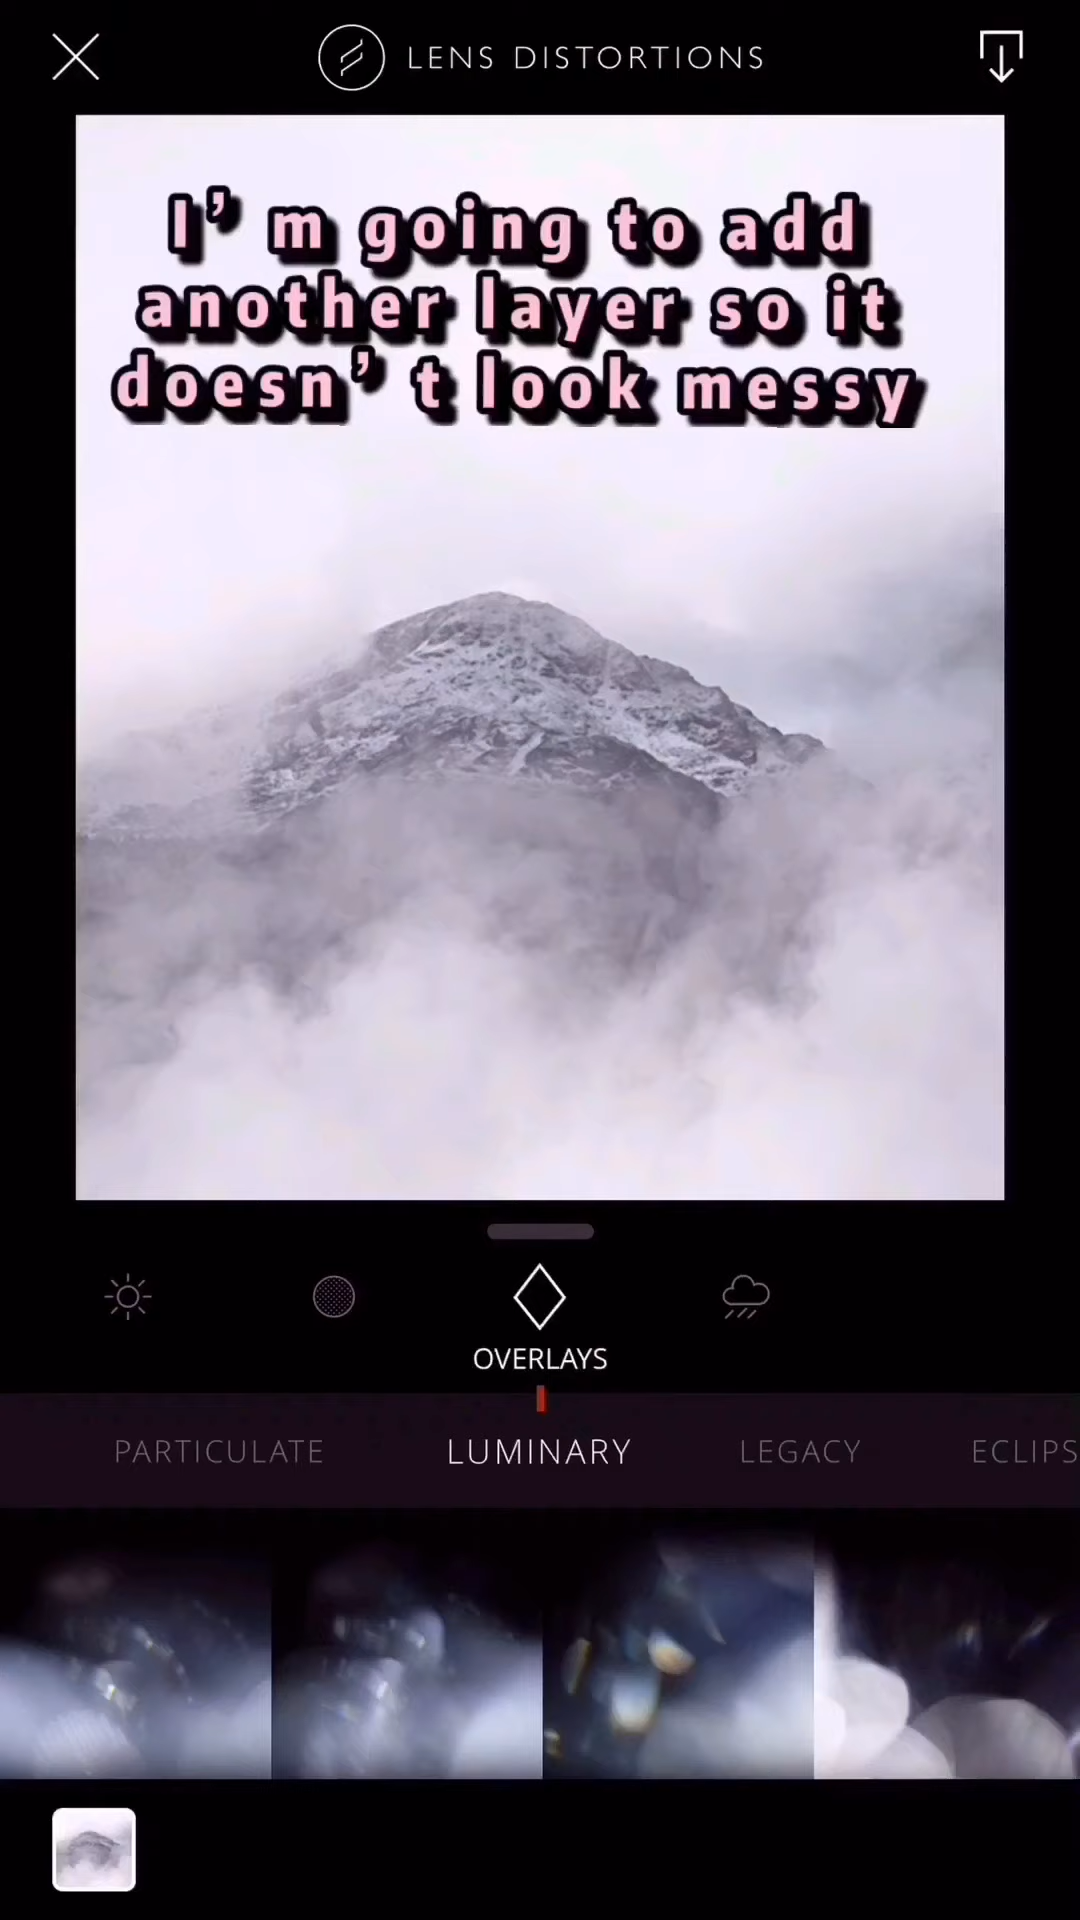 LENS DISTORTIONS
I’ m going to add
another layer so it
doesn’ t look messy
OVERLAYS
PARTICULATE LUMINARY LEGACY ECLIPS